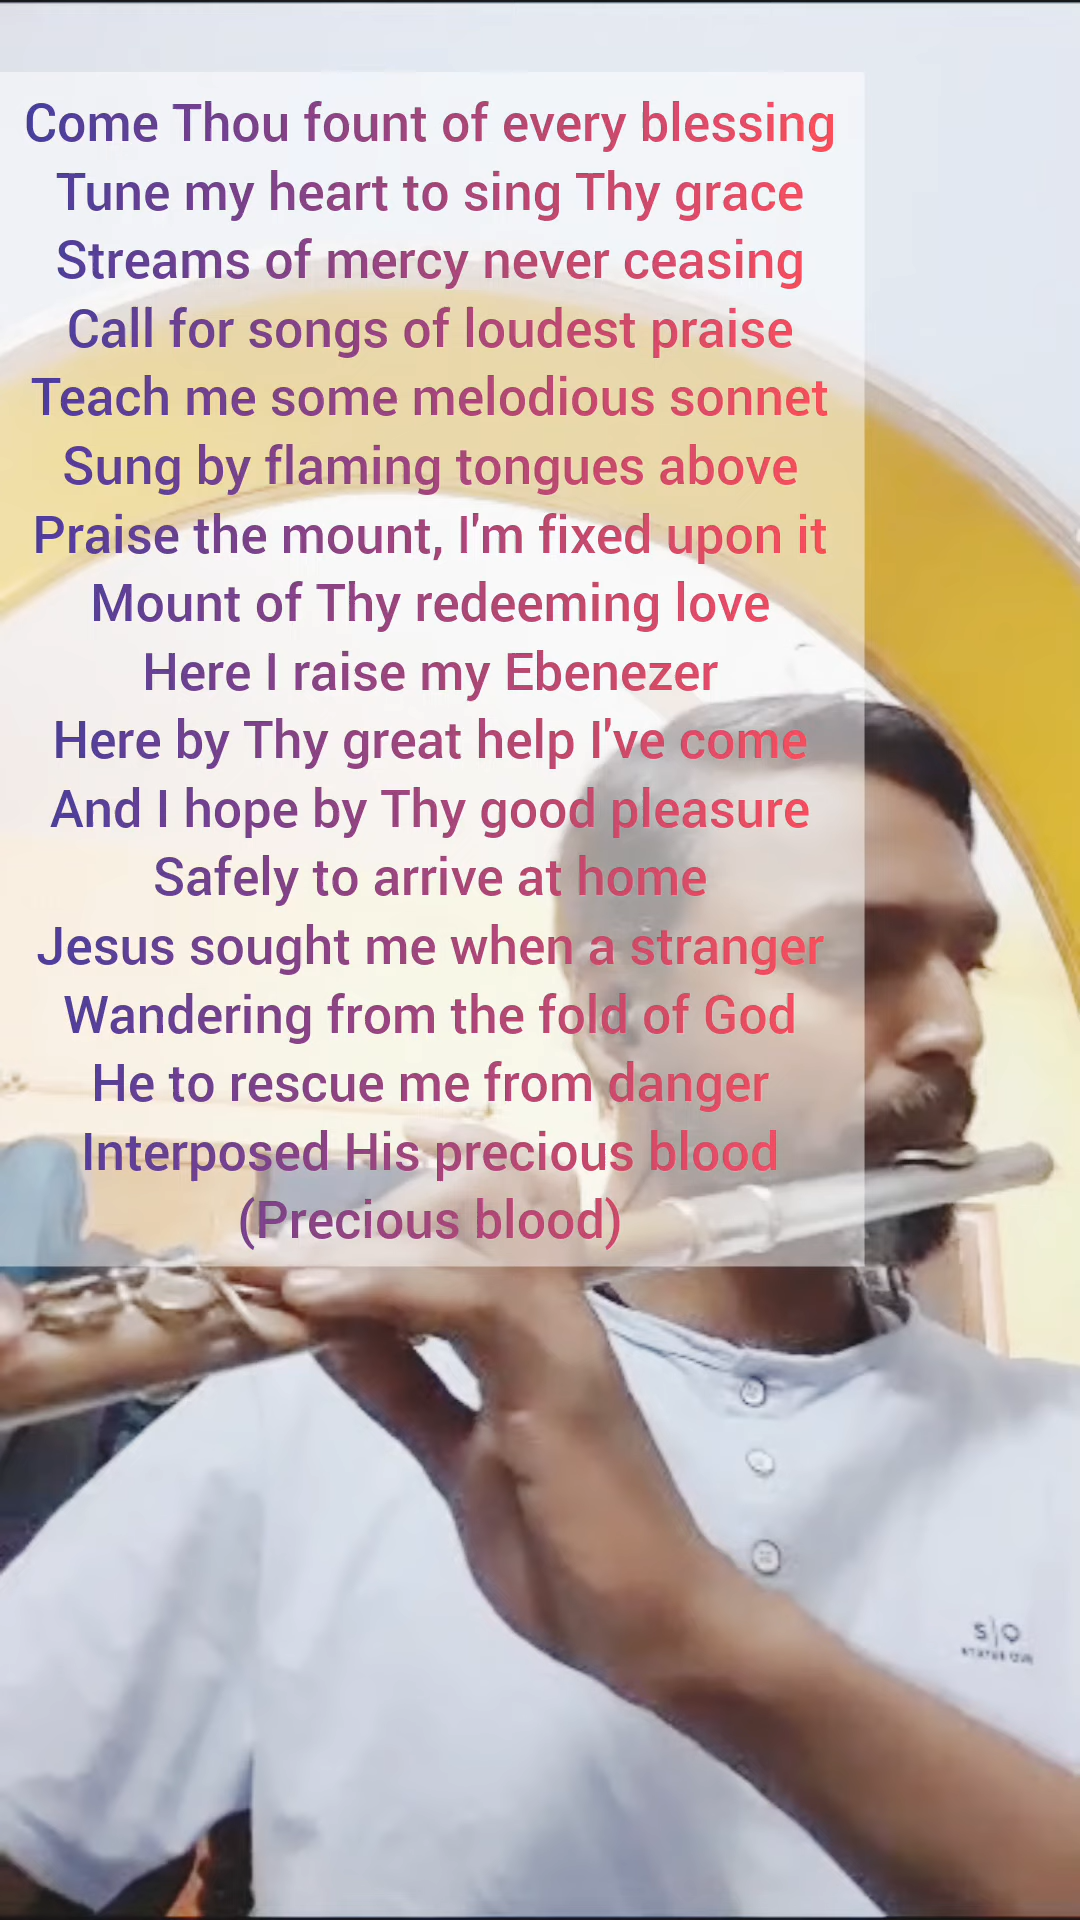 Come Thou fount of every blessing
Tune my heart to sing Thy grace
Streams of mercy never ceasing
Call for songs of loudest praise
Teach me some melodious sonnet
Sung by flaming tongues above
Praise the mount, I'm fixed upon it
Mount of Thy redeeming love
Here I raise my Ebenezer
Here by Thy great help I've come
And I hope by Thy good pleasure
Safely to arrive at home
Jesus sought me when a stranger
Wandering from the fold of God
He to rescue me from danger
Interposed His precious blood
(Precious blood)
S|Q